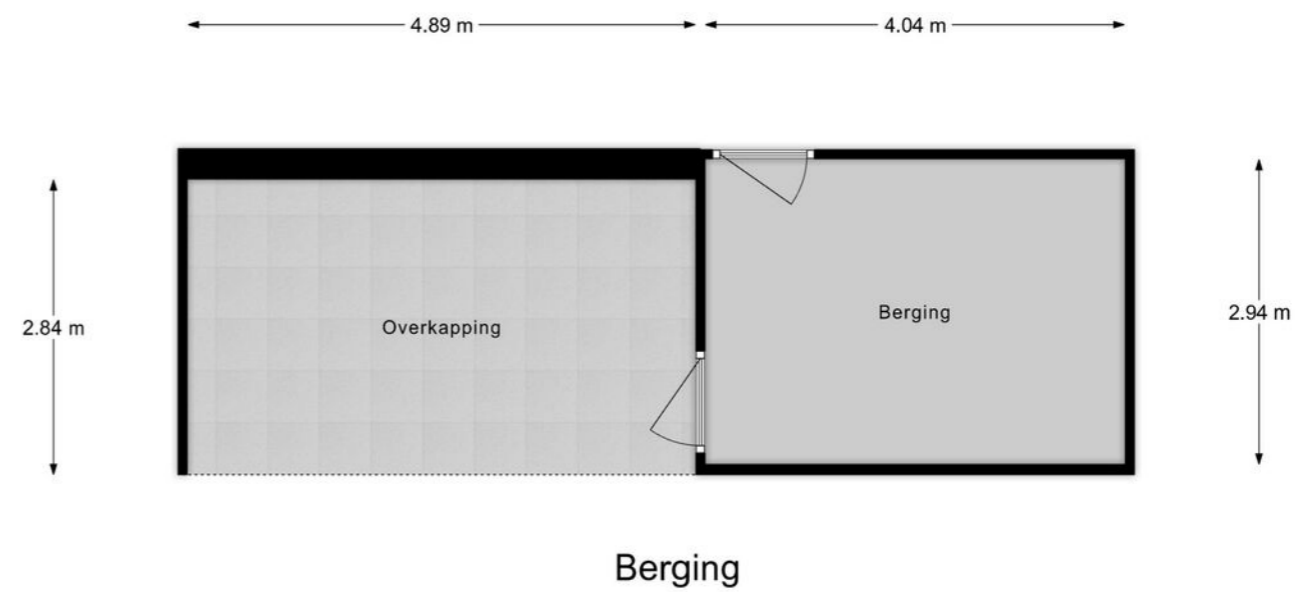 4.89 m
4.04 m
2.84 m
Overkapping
Berging
2.94 m
Berging